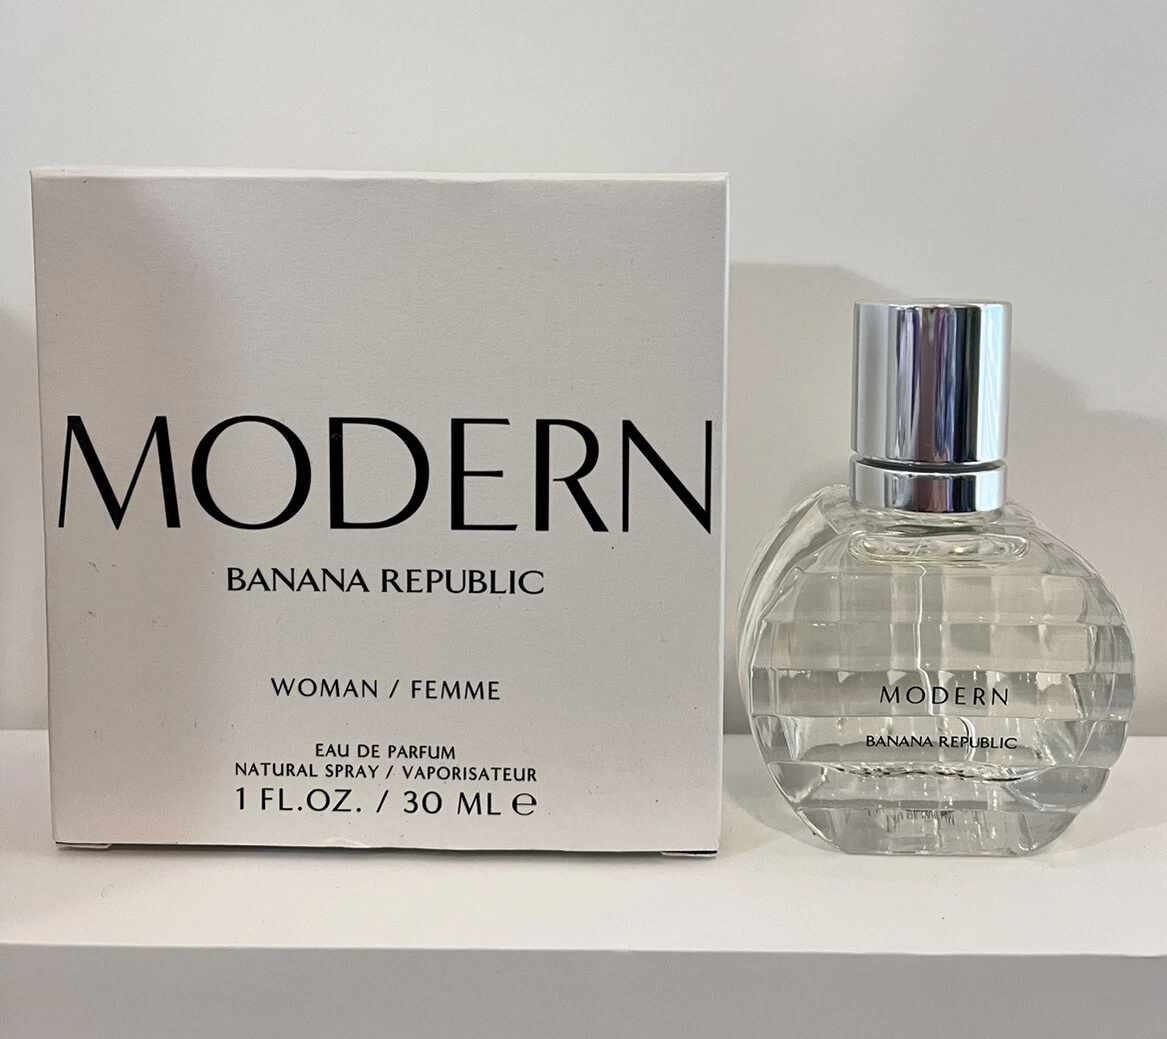 MODERN
BANANA REPUBLIC
WOMAN / FEMME
EAU DE PARFUM
NATURAL SPRAY / VAPORISATEUR
1 FL.OZ. / 30 ML ℮
MODERN
BANANA REPUBLIC